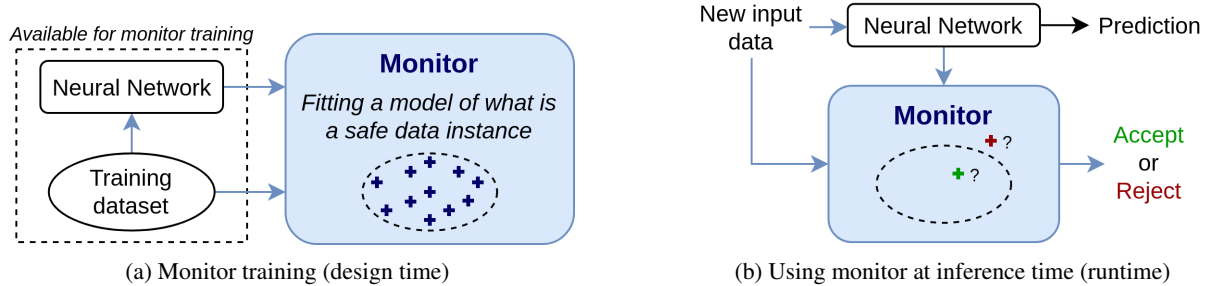 Available for monitor training
Neural Network
Training
dataset
Monitor
Fitting a model of what is
a safe data instance
(a) Monitor training (design time)
New input
data
Neural Network
Prediction
Monitor
?
?
Accept
or
Reject
(b) Using monitor at inference time (runtime)